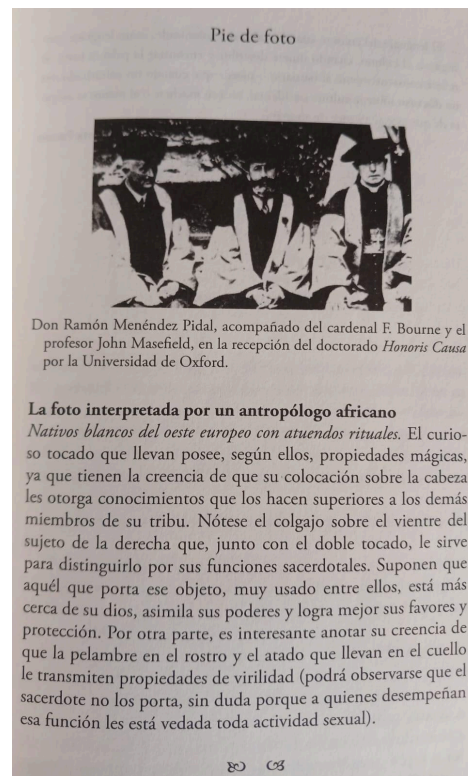 Pie de foto
Don Ramón Menéndez Pidal, acompañado del cardenal F. Bourne y el
profesor John Masefield, en la recepción del doctorado Honoris Causa
por la Universidad de Oxford.
La foto interpretada por un antropólogo africano
Nativos blancos del oeste europeo con atuendos rituales. El curio-
so tocado que llevan posee, según ellos, propiedades mágicas,
ya que tienen la creencia de que su colocación sobre la cabeza
les otorga conocimientos que los hacen superiores a los demás
miembros de su tribu. Nótese el colgajo sobre el vientre del
sujeto de la derecha que, junto con el doble tocado, le sirve
para distinguirlo por sus funciones sacerdotales. Suponen que
aquél que porta ese objeto, muy usado entre ellos, está más
cerca de su dios, asimila sus poderes y logra mejor sus favores y
protección. Por otra parte, es interesante anotar su creencia de
que la pelambre en el rostro y el atado que llevan en el cuello
le transmiten propiedades de virilidad (podrá observarse que el
sacerdote no los porta, sin duda porque a quienes desempeñan
esa función les está vedada toda actividad sexual).